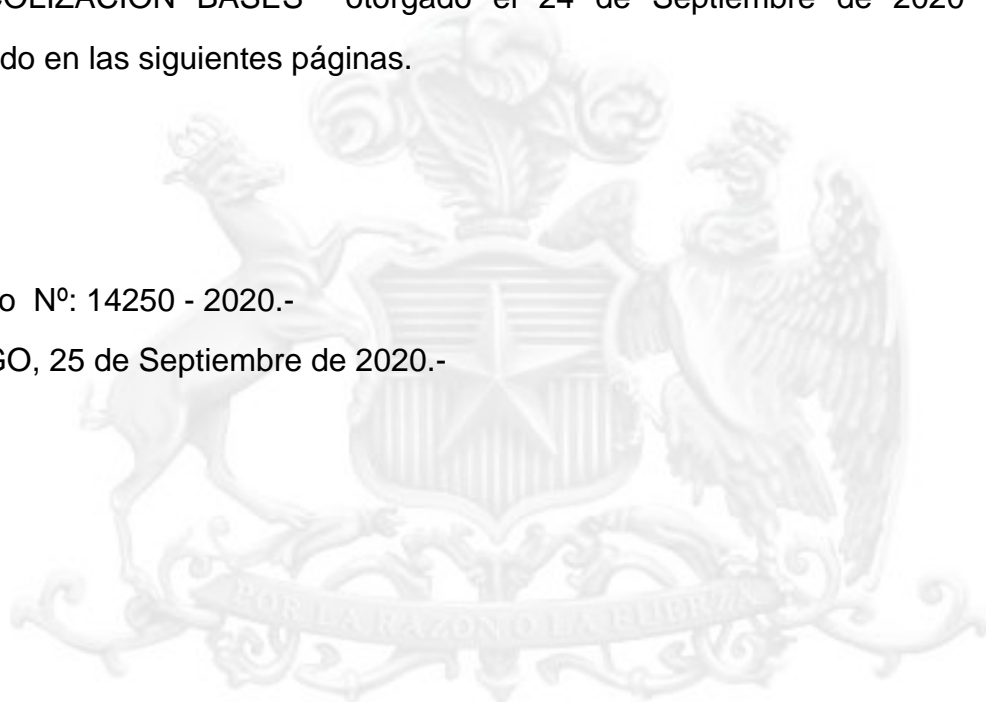 COLIZACION BASES otorgado el 24 de Septiembre de 2020
do en las siguientes páginas.
o Nº: 14250 - 2020.-
GO, 25 de Septiembre de 2020.-
POR LA RAZON O LA FUERZA